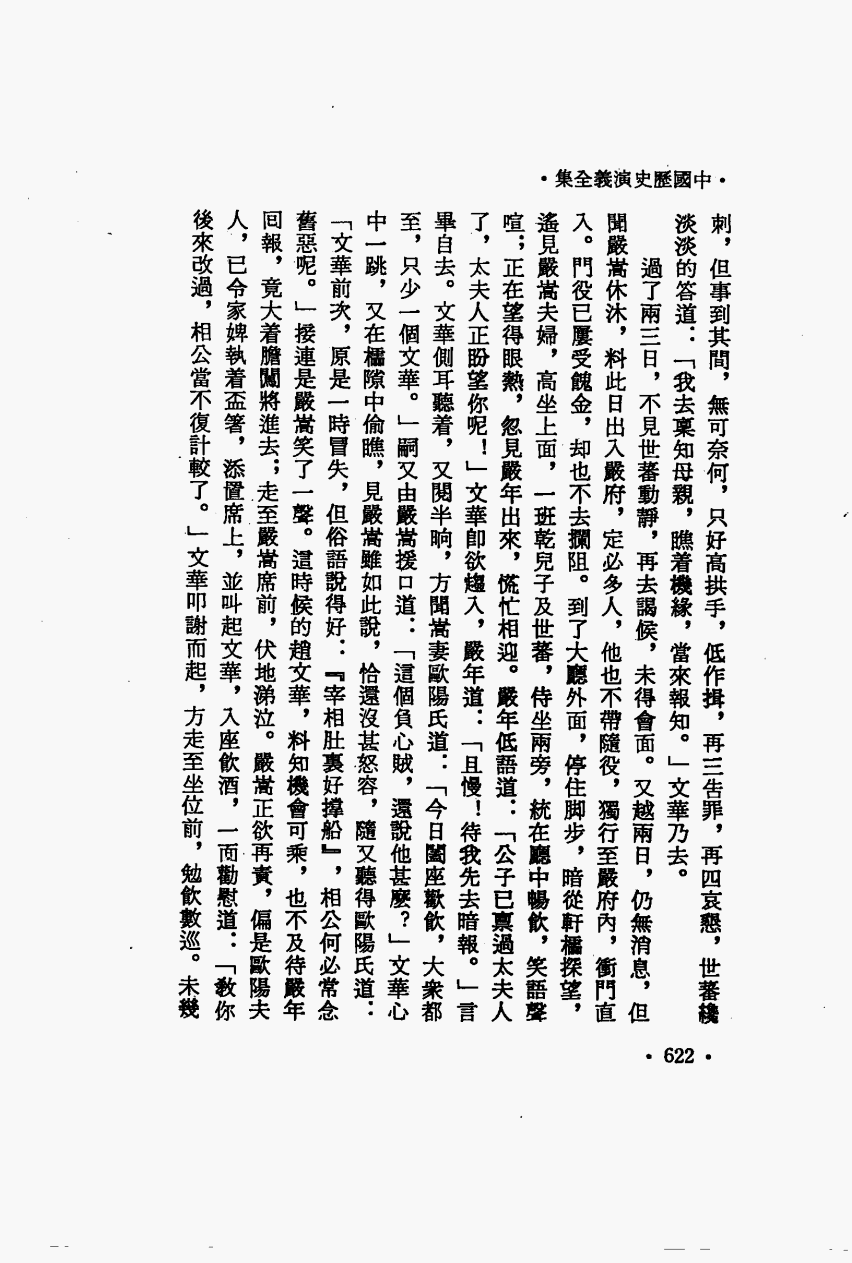 •中國歷史演義全集•
刺，但事到其間，無可奈何，只好高拱手，低作揖，再三告罪，再四哀懇，世蕃纔
淡淡的答道：「我去稟知母親，瞧着機緣，當來報知。」文華乃去。
過了兩三日，不見世蕃動靜，再去謁候，未得會面。又越兩日，仍無消息，但
聞嚴嵩休沐，料此日出入嚴府，定必多人，他也不帶隨役，獨行至嚴府內，衝門直
入。門役已屢受餽金，却也不去攔阻。到了大廳外面，停住脚步，暗從軒櫺探望，
遙見嚴嵩夫婦，高坐上面，一班乾兒子及世蕃，侍坐兩旁，統在廳中暢飲，笑語聲
喧；正在望得眼熱，忽見嚴年出來，慌忙相迎。嚴年低語道：「公子已稟過太夫人
了，太夫人正盼望你呢！」文華卽欲趨入，嚴年道：「且慢！待我先去暗報。」言
畢自去。文華側耳聽着，又閱半晌，方聞嵩妻歐陽氏道：「今日闔座歡飲，大衆都
至，只少一個文華。」嗣又由嚴嵩援口道：「這個負心賊，還說他甚麼？」文華心
中一跳，又在櫺隙中偷瞧，見嚴嵩雖如此說，恰還沒甚怒容，隨又聽得歐陽氏道：
「文華前次，原是一時冒失，但俗語說得好：『宰相肚裏好撐船』，相公何必常念
舊惡呢。」接連是嚴嵩笑了一聲。這時候的趙文華，料知機會可乘，也不及待嚴年
回報，竟大着膽闖將進去；走至嚴嵩席前，伏地涕泣。嚴嵩正欲再責，偏是歐陽夫
人，已令家婢執着盃箸，添置席上，並叫起文華，入座飲酒，一面勸慰道：「敎你
後來改過，相公當不復計較了。」文華叩謝而起，方走至坐位前，勉飲數巡。未幾
•622•